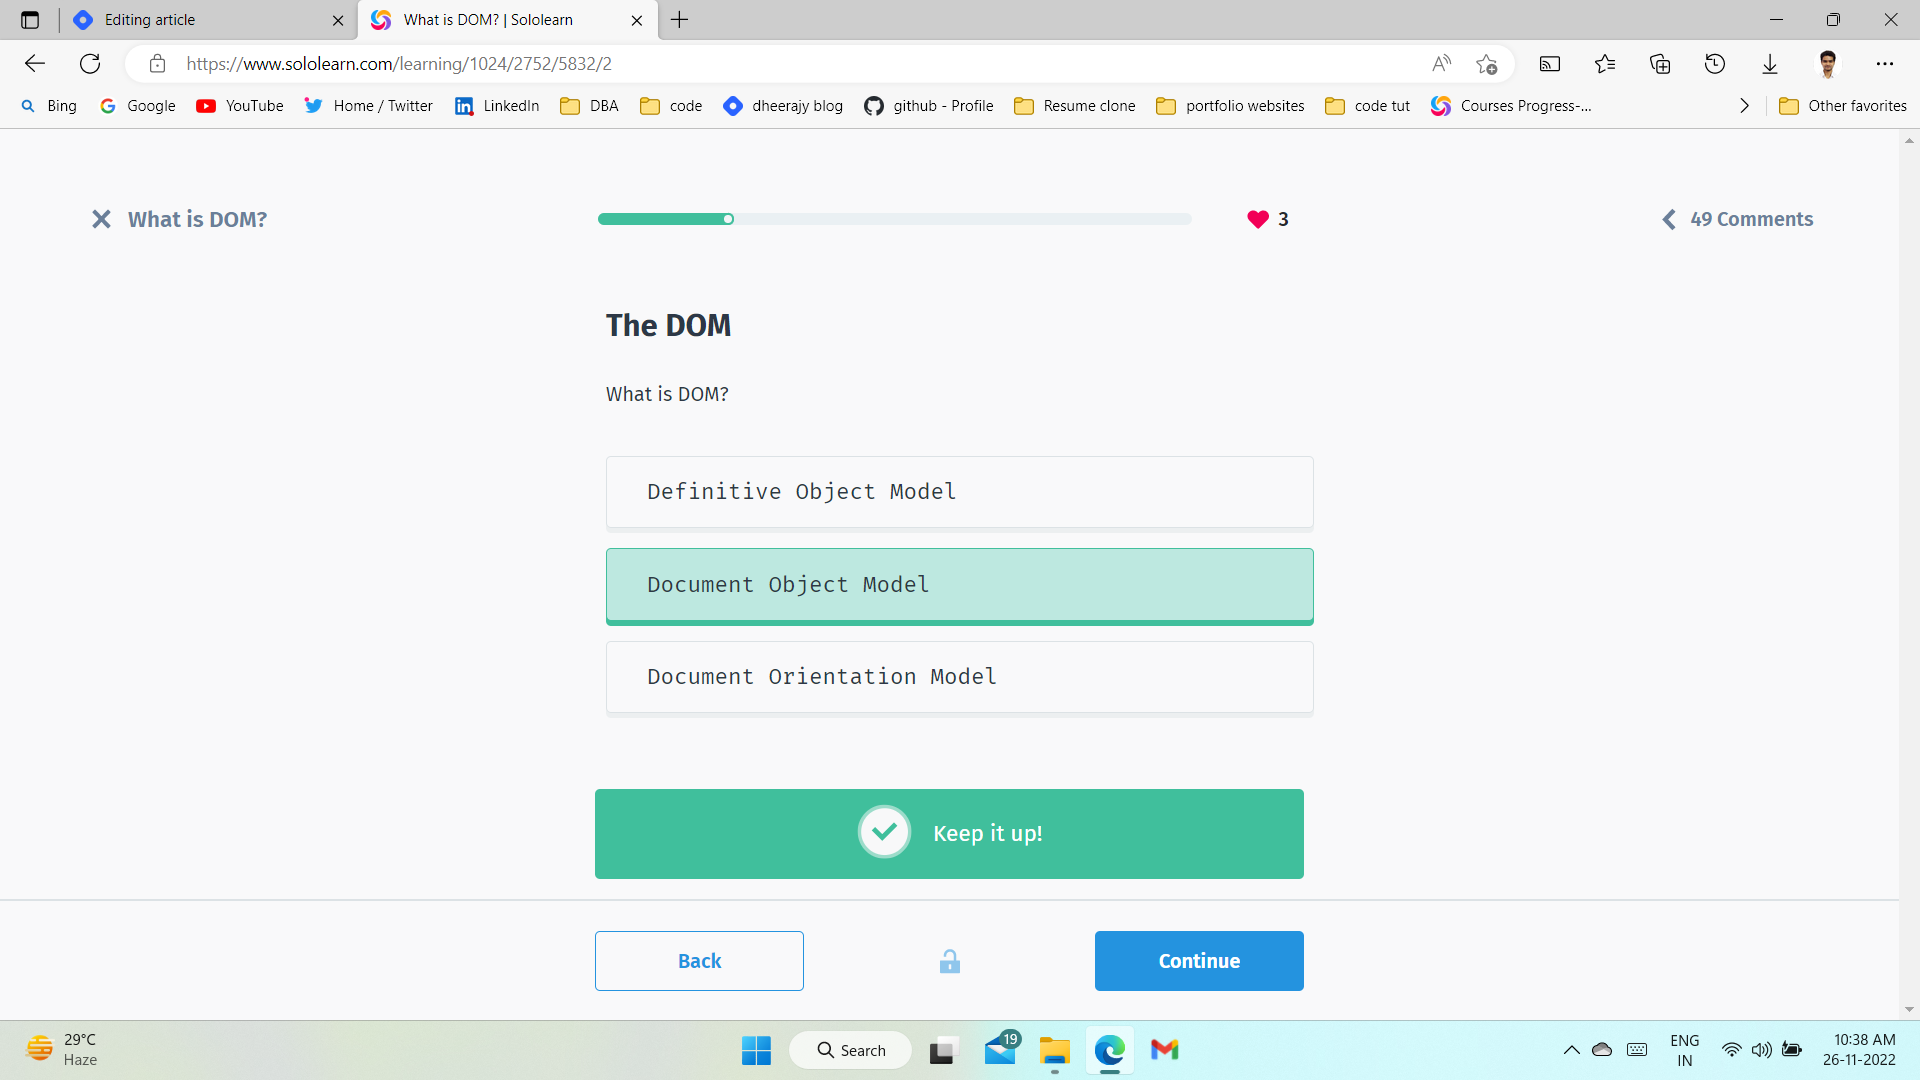 Editing article
What is DOM? | Sololearn
https://www.sololearn.com/learning/1024/2752/5832/2
Bing Google YouTube Home / Twitter LinkedIn DBA code dheerajy blog github - Profile Resume clone portfolio websites code tut Courses Progress-... Other favorites
What is DOM?
3
49 Comments
The DOM
What is DOM?
Definitive Object Model
Document Object Model
Document Orientation Model
Keep it up!
Back
Continue
29°C
Haze
Search
19
ENG
IN
10:38 AM
26-11-2022